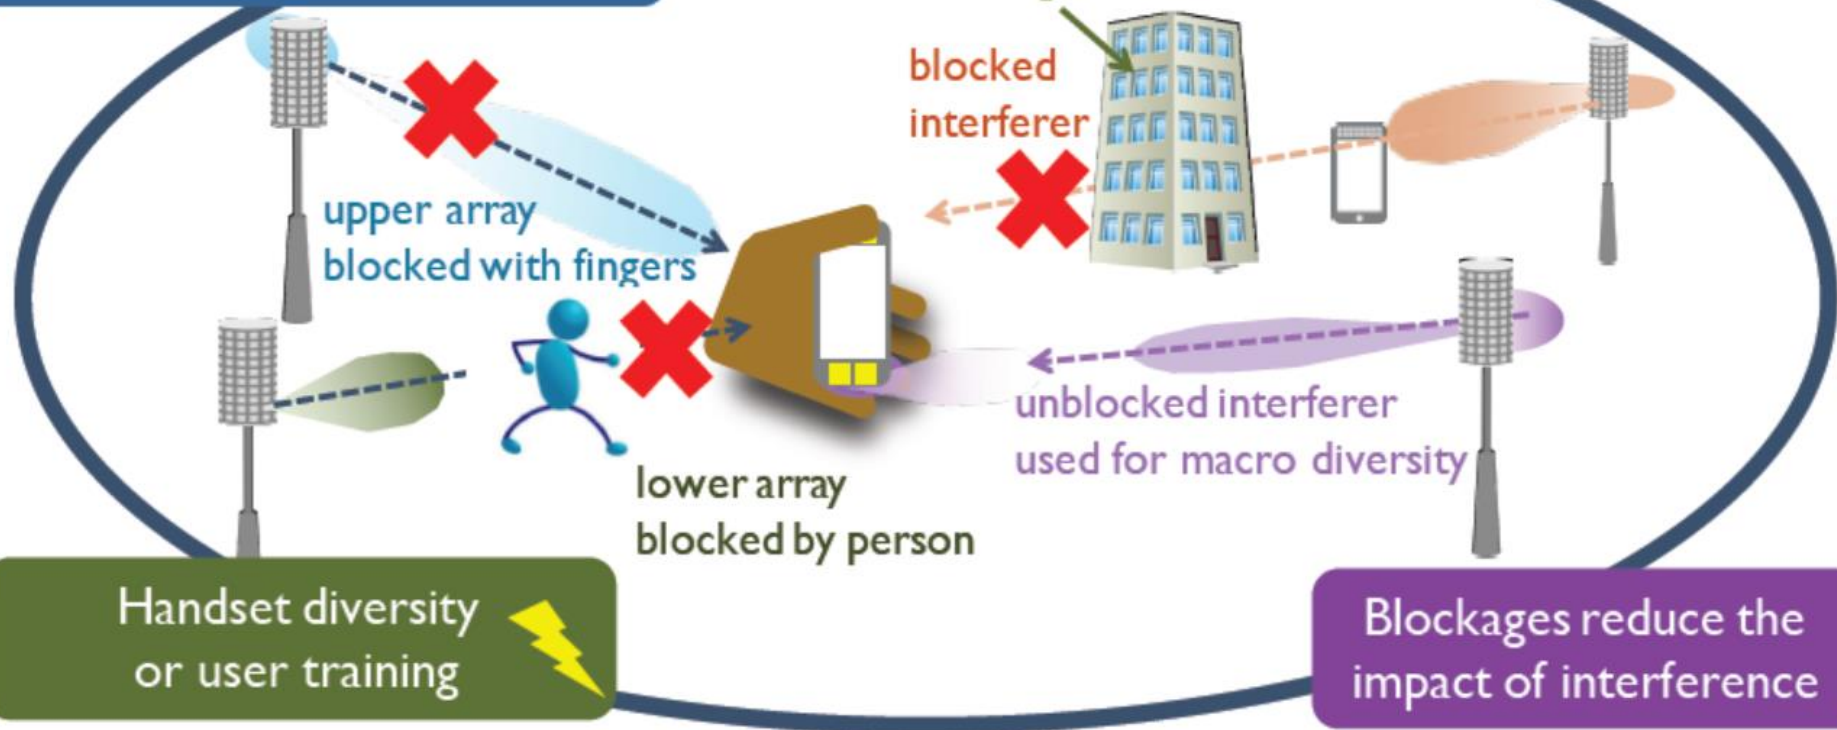 blocked
interferer
upper array
blocked with fingers
unblocked interferer
used for macro diversity
lower array
blocked by person
Handset diversity
or user training
Blockages reduce the
impact of interference